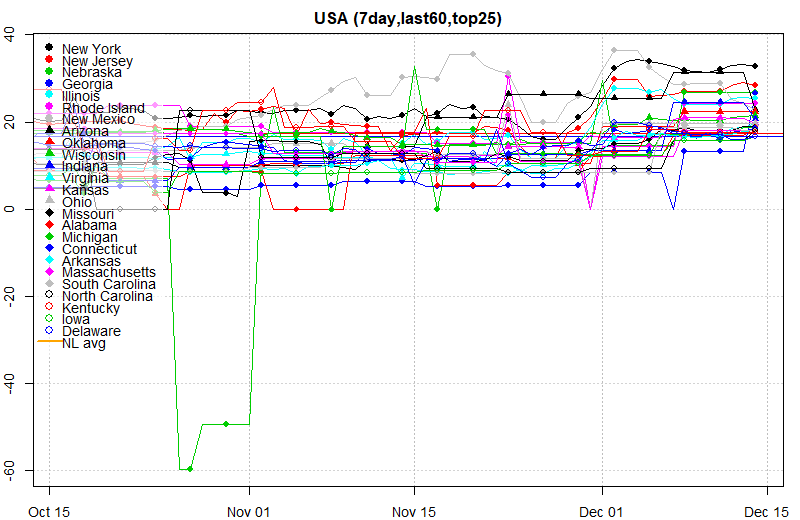 USA (7day,last60,top25)
40
20
0
-20
-40
-60
New York
New Jersey
Nebraska
Georgia
Illinois
Rhode Island
New Mexico
Arizona
Oklahoma
Wisconsin
Indiana
Virginia
Kansas
Ohio
Missouri
Alabama
Michigan
Connecticut
Arkansas
Massachusetts
South Carolina
North Carolina
Kentucky
Iowa
Delaware
NL avg
Oct 15
Nov 01
Nov 15
Dec 01
Dec 15